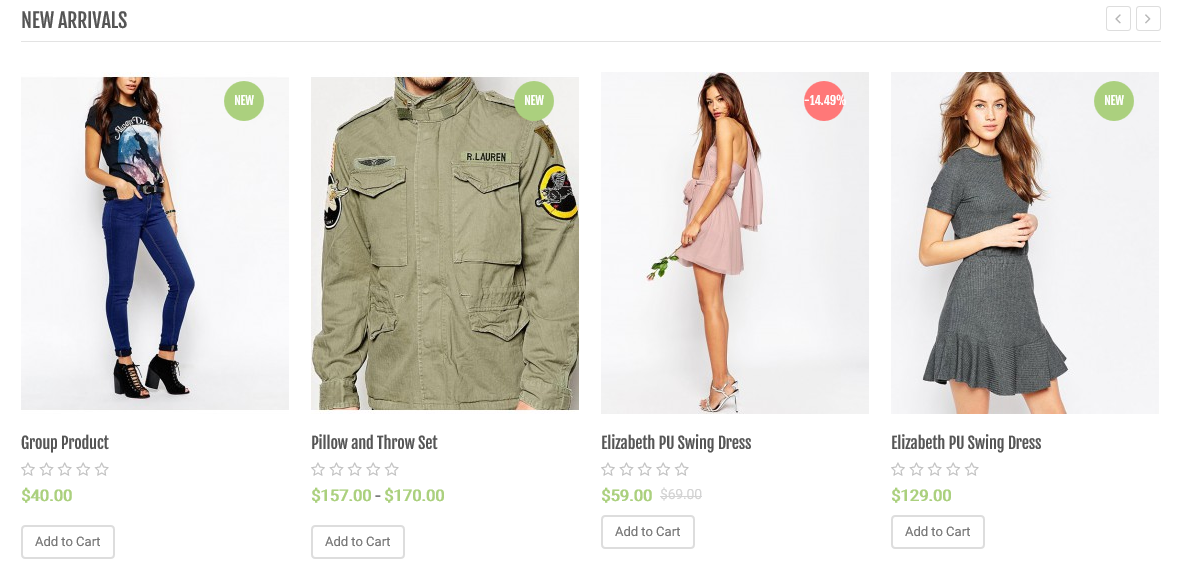 NEW ARRIVALS
NEW
NEW
-14.49%
NEW
R.LAUREN
Group Product
Pillow and Throw Set
Elizabeth PU Swing Dress
Elizabeth PU Swing Dress
$40.00
$157.00 - $170.00
$59.00 $69.00
$129.00
Add to Cart
Add to Cart
Add to Cart
Add to Cart